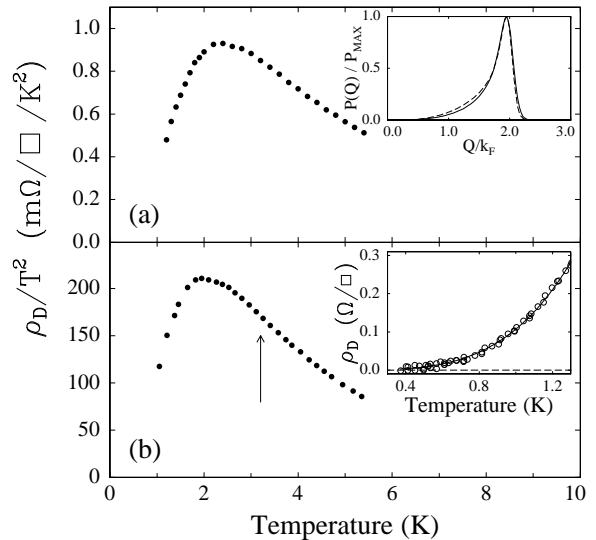 ρ_D/T² (mΩ/□ /K²)
1.0
0.8
0.6
0.4
0.2
0.0
(a)
P(Q) / P_MAX
1.0
0.5
0.0
0.0 1.0 2.0 3.0
Q/k_F
200
150
100
50
0
(b)
ρ_D (Ω/□)
0.3
0.2
0.1
0.0
0.4 0.8 1.2
Temperature (K)
0 2 4 6 8 10
Temperature (K)